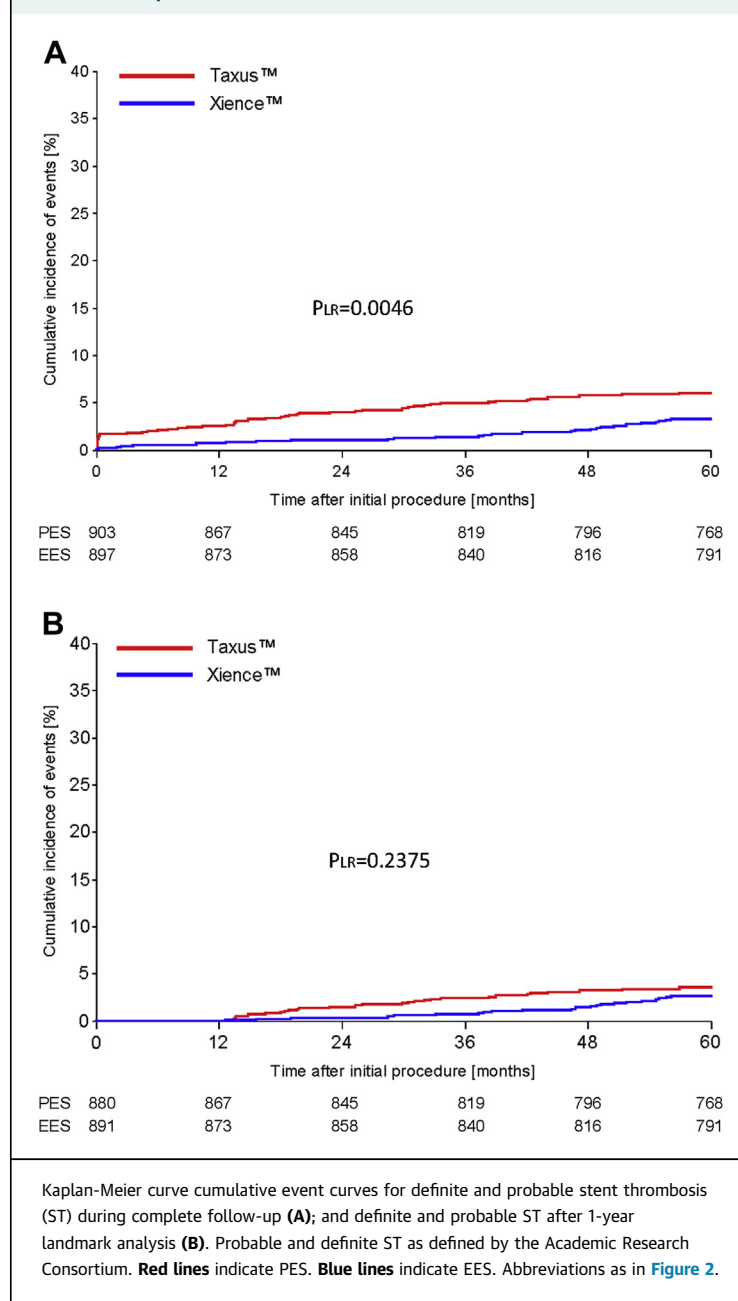 A
Taxus™
Xience™
Cumulative incidence of events [%]
40
35
30
25
20
15
10
5
0
PLR=0.0046
0 12 24 36 48 60
Time after initial procedure [months]
PES 903 867 845 819 796 768
EES 897 873 858 840 816 791
B
Taxus™
Xience™
Cumulative incidence of events [%]
40
35
30
25
20
15
10
5
0
PLR=0.2375
0 12 24 36 48 60
Time after initial procedure [months]
PES 880 867 845 819 796 768
EES 891 873 858 840 816 791
Kaplan-Meier curve cumulative event curves for definite and probable stent thrombosis
(ST) during complete follow-up (A); and definite and probable ST after 1-year
landmark analysis (B). Probable and definite ST as defined by the Academic Research
Consortium. Red lines indicate PES. Blue lines indicate EES. Abbreviations as in Figure 2.